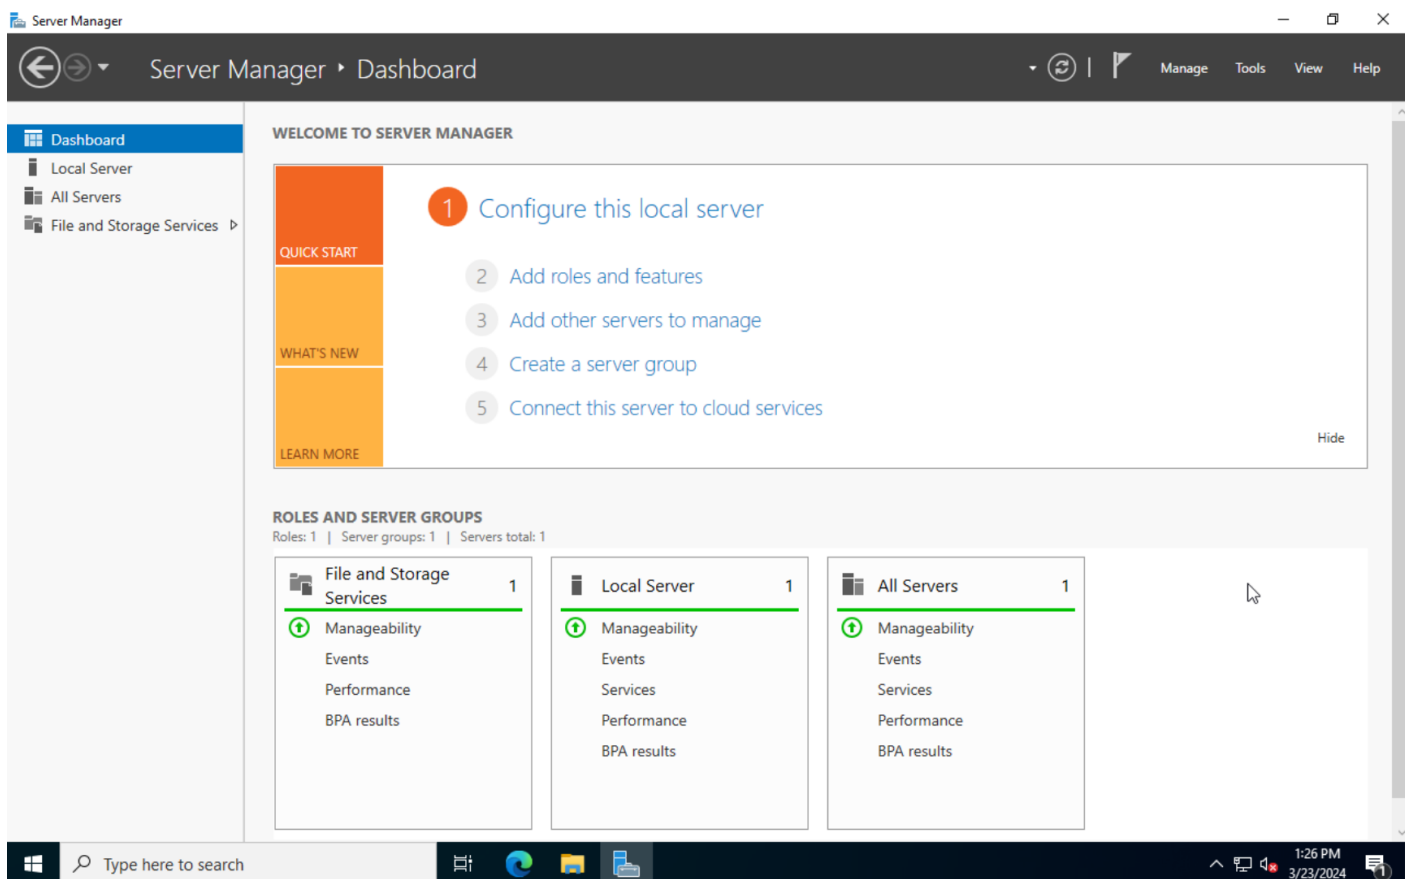 Server Manager
Server Manager ‣ Dashboard
Manage Tools View Help
Dashboard
Local Server
All Servers
File and Storage Services
WELCOME TO SERVER MANAGER
QUICK START
WHAT'S NEW
LEARN MORE
1 Configure this local server
2 Add roles and features
3 Add other servers to manage
4 Create a server group
5 Connect this server to cloud services
Hide
ROLES AND SERVER GROUPS
Roles: 1 | Server groups: 1 | Servers total: 1
File and Storage
Services 1
Manageability
Events
Performance
BPA results
Local Server 1
Manageability
Events
Services
Performance
BPA results
All Servers 1
Manageability
Events
Services
Performance
BPA results
Type here to search
1:26 PM
3/23/2024
1